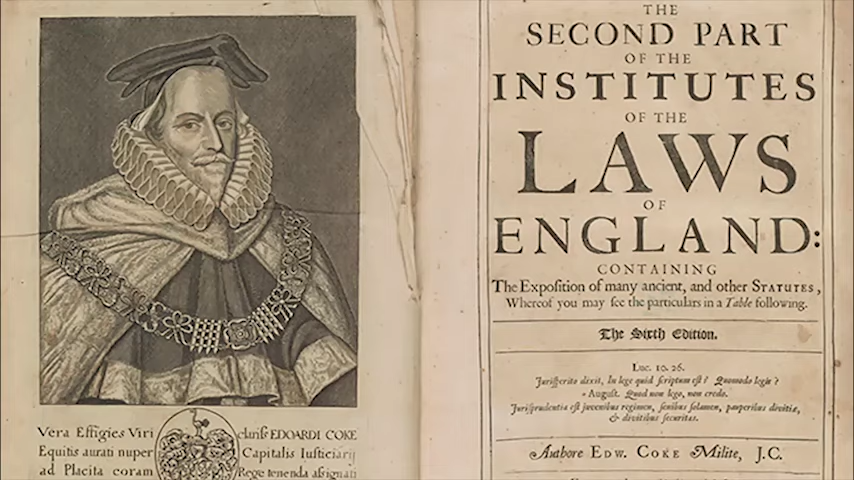 Vera Effigies Viri clariſs EDOARDI COKE
Equitis aurati nuper Capitalis Iusticiarij
ad Placita coram Rege tenenda aſsignati
THE
SECOND PART
OF THE
INSTITUTES
OF THE
LAWS
OF
ENGLAND:
CONTAINING
The Exposition of many ancient, and other STATUTES,
Whereof you may ſee the particulars in a Table following.
The Sixth Edition.
Luc. 10. 26.
Juriſperito dixit, In lege quid ſcriptum eſt? Quomodo legis?
August. Quod non lego, non credo.
Juriſprudentia eſt juvenibus regimen, ſenibus ſolamen, pauperibus divitiæ,
& divitibus ſecuritas.
Authore EDW. COKE Milite, J.C.